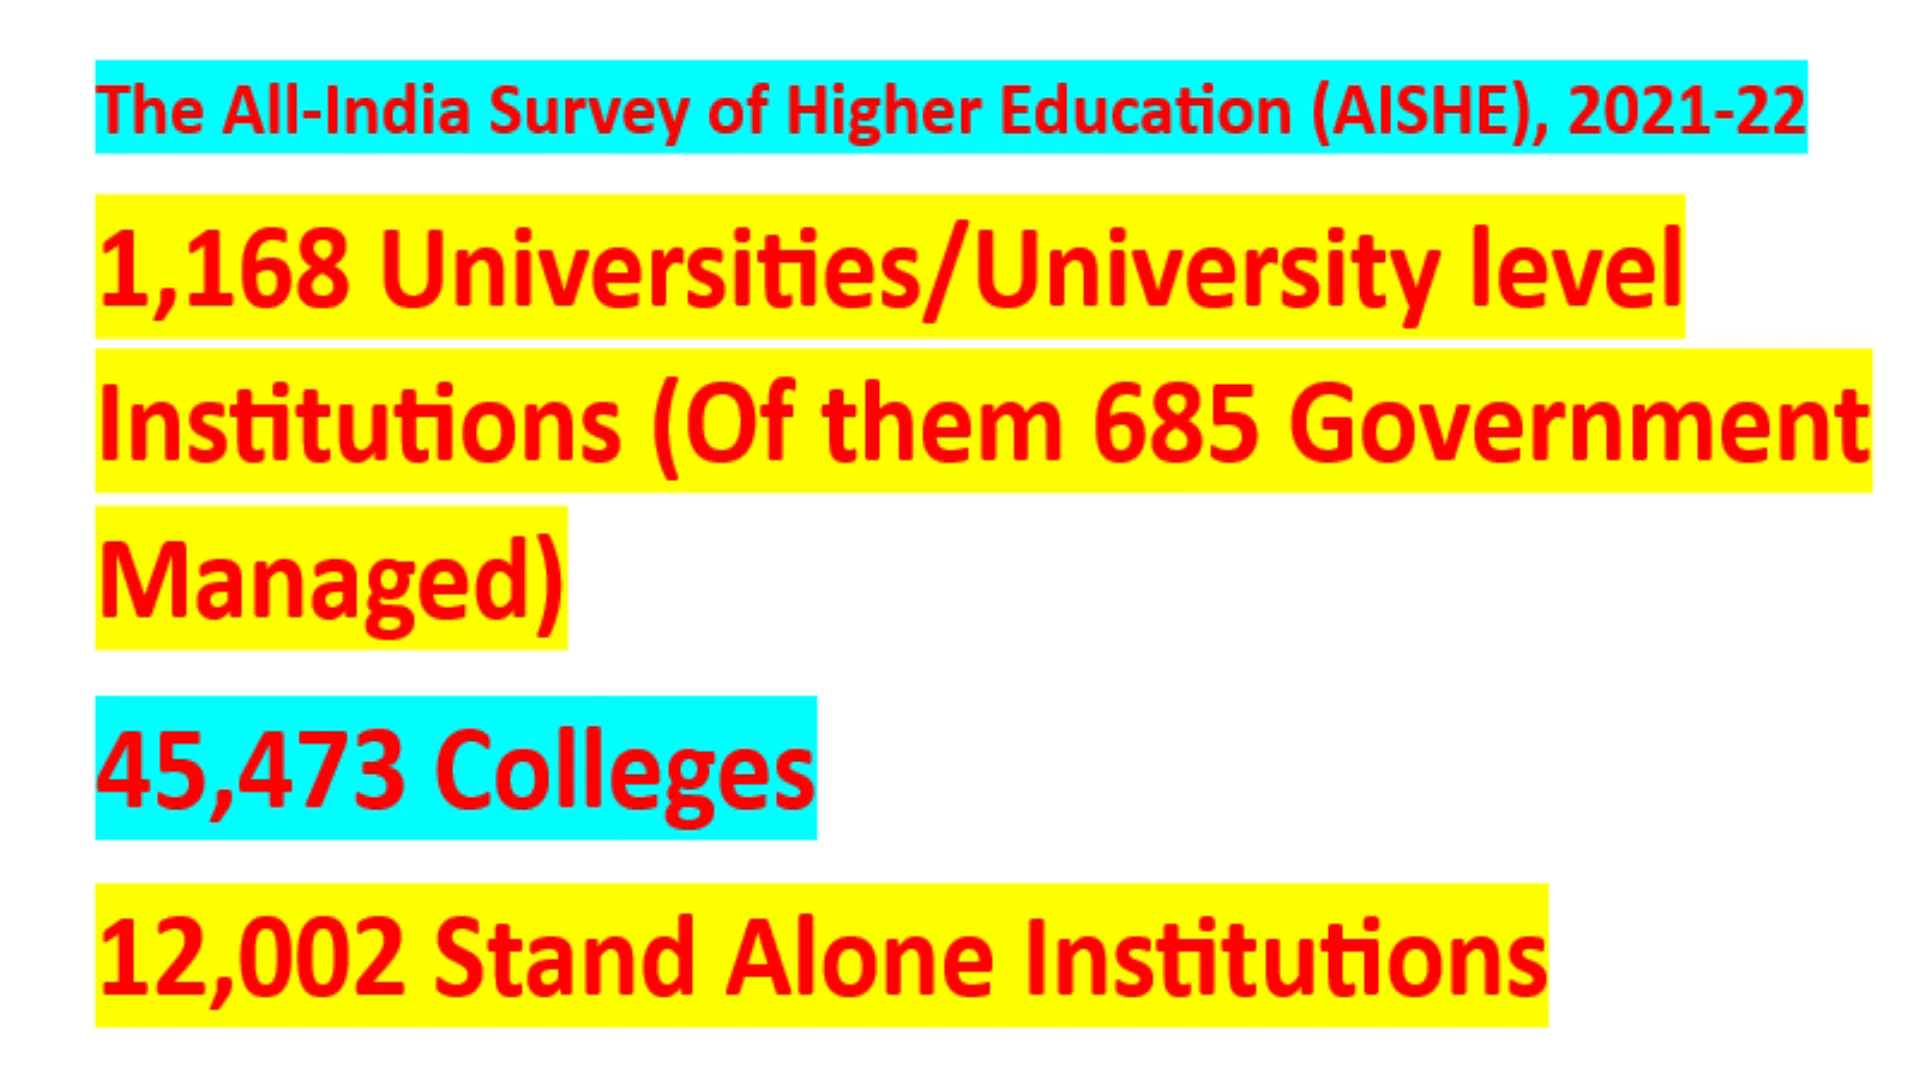 The All-India Survey of Higher Education (AISHE), 2021-22
1,168 Universities/University level
Institutions (Of them 685 Government
Managed)
45,473 Colleges
12,002 Stand Alone Institutions